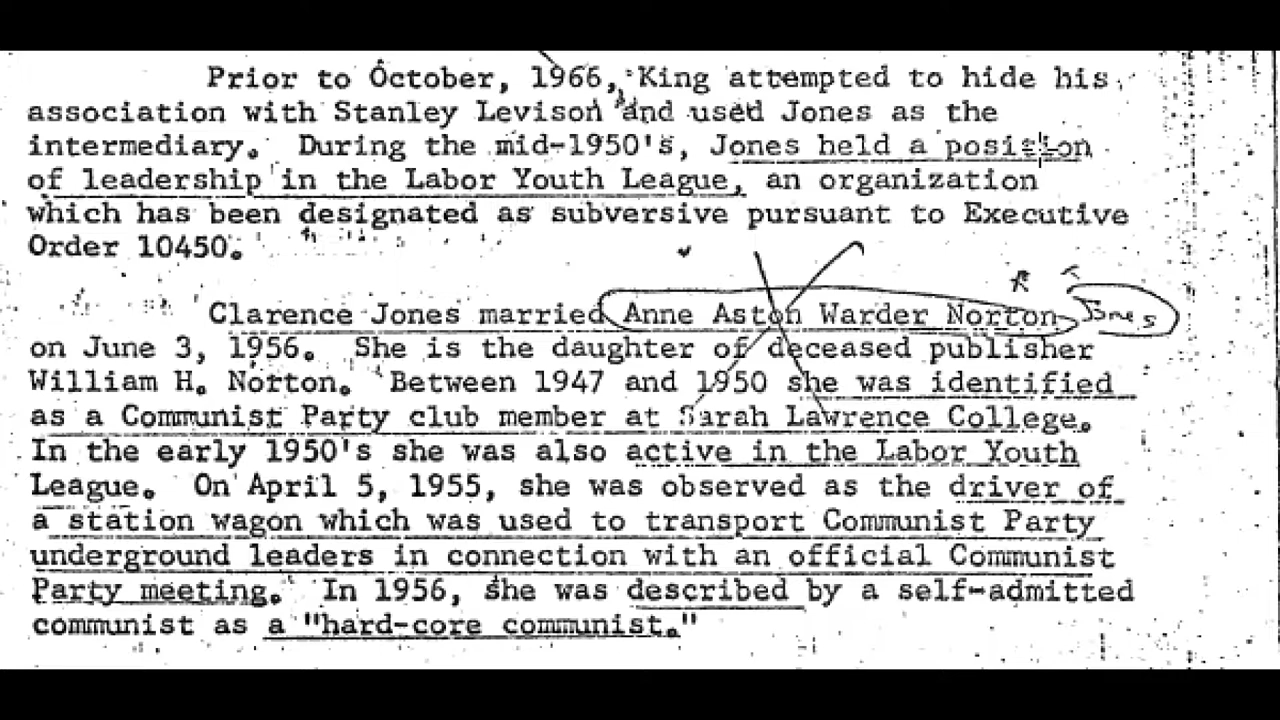 Prior to October, 1966, King attempted to hide his
association with Stanley Levison and used Jones as the
intermediary. During the mid-1950's, Jones held a position
of leadership in the Labor Youth League, an organization
which has been designated as subversive pursuant to Executive
Order 10450.
Clarence Jones married Anne Aston Warder Norton Jones
on June 3, 1956. She is the daughter of deceased publisher
William H. Norton. Between 1947 and 1950 she was identified
as a Communist Party club member at Sarah Lawrence College.
In the early 1950's she was also active in the Labor Youth
League. On April 5, 1955, she was observed as the driver of
a station wagon which was used to transport Communist Party
underground leaders in connection with an official Communist
Party meeting. In 1956, she was described by a self-admitted
communist as a "hard-core communist."